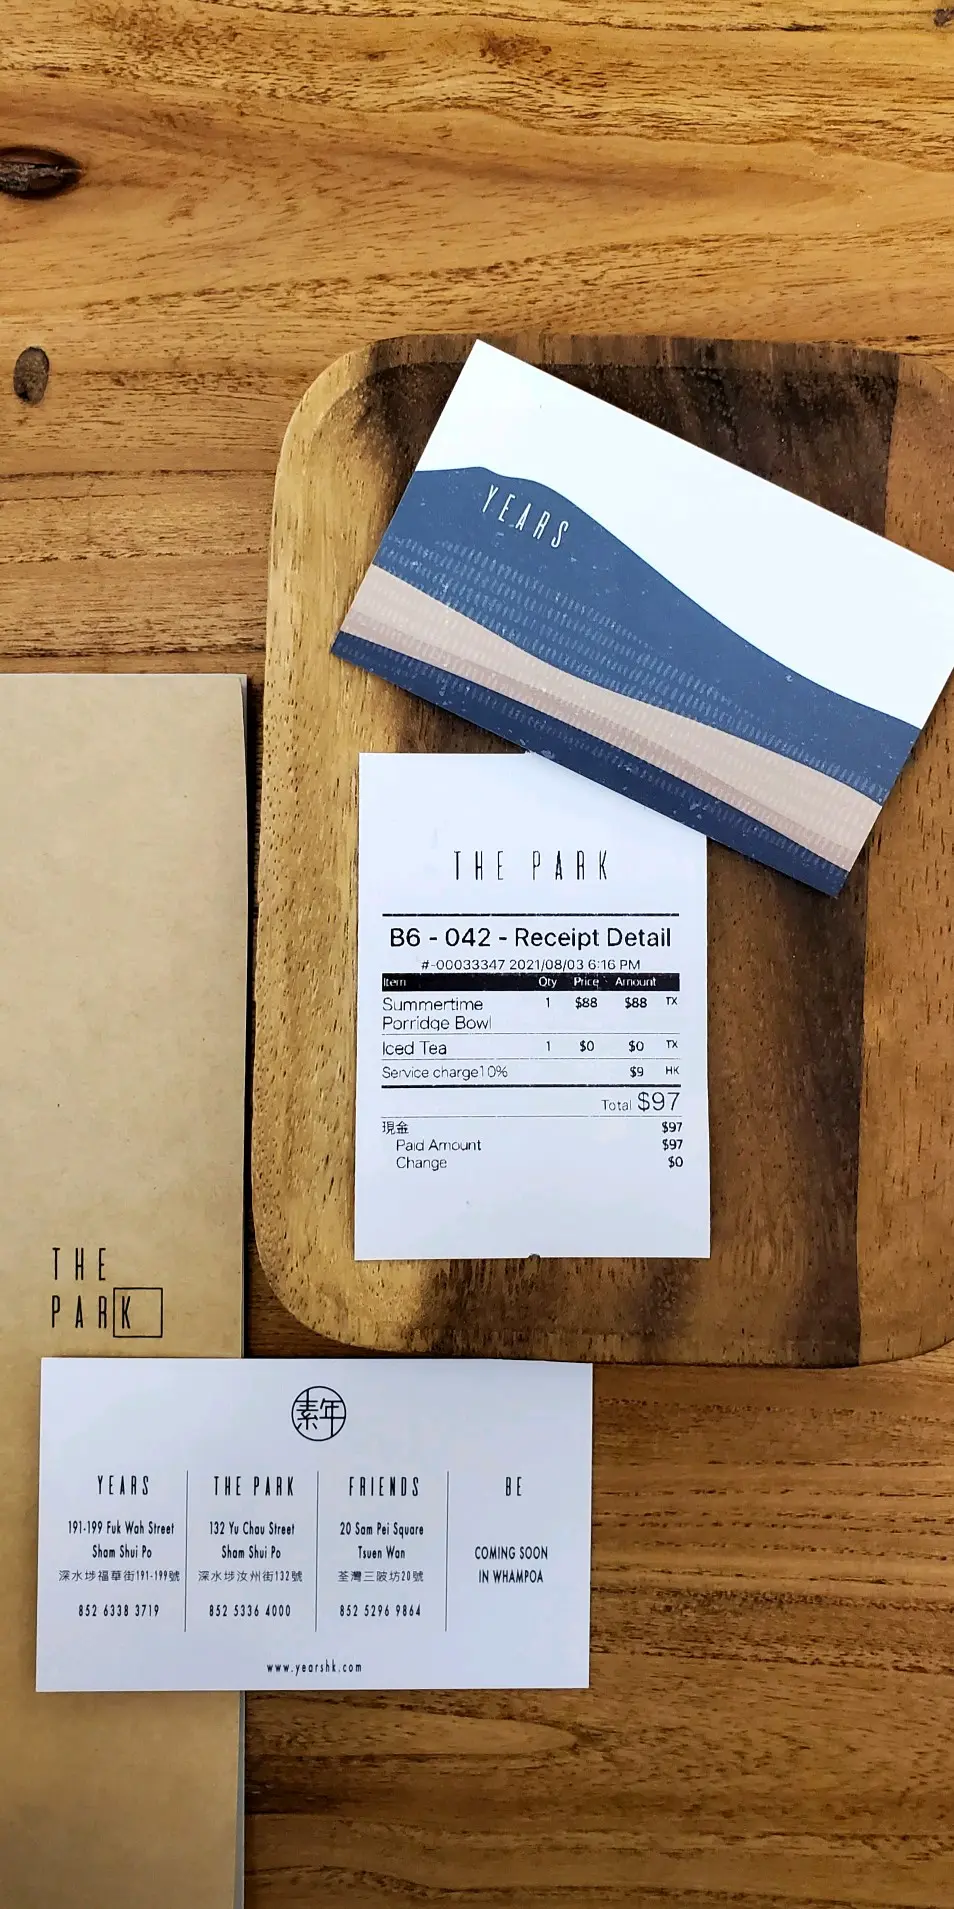 YEARS
THE PARK
B6 - 042 - Receipt Detail
#-00033347 2021/08/03 6:16 PM
Item Qty Price Amount
Summertime 1 $88 $88 TX
Porridge Bowl
Iced Tea 1 $0 $0 TX
Service charge10% $9 HK
Total $97
現金 $97
Paid Amount $97
Change $0
THE
PARK
素年
YEARS
191-199 Fuk Wah Street
Sham Shui Po
深水埗福華街191-199號
852 6338 3719
THE PARK
132 Yu Chau Street
Sham Shui Po
深水埗汝州街132號
852 5336 4000
FRIENDS
20 Sam Pei Square
Tsuen Wan
荃灣三陂坊20號
852 5296 9864
BE
COMING SOON
IN WHAMPOA
www.yearshk.com